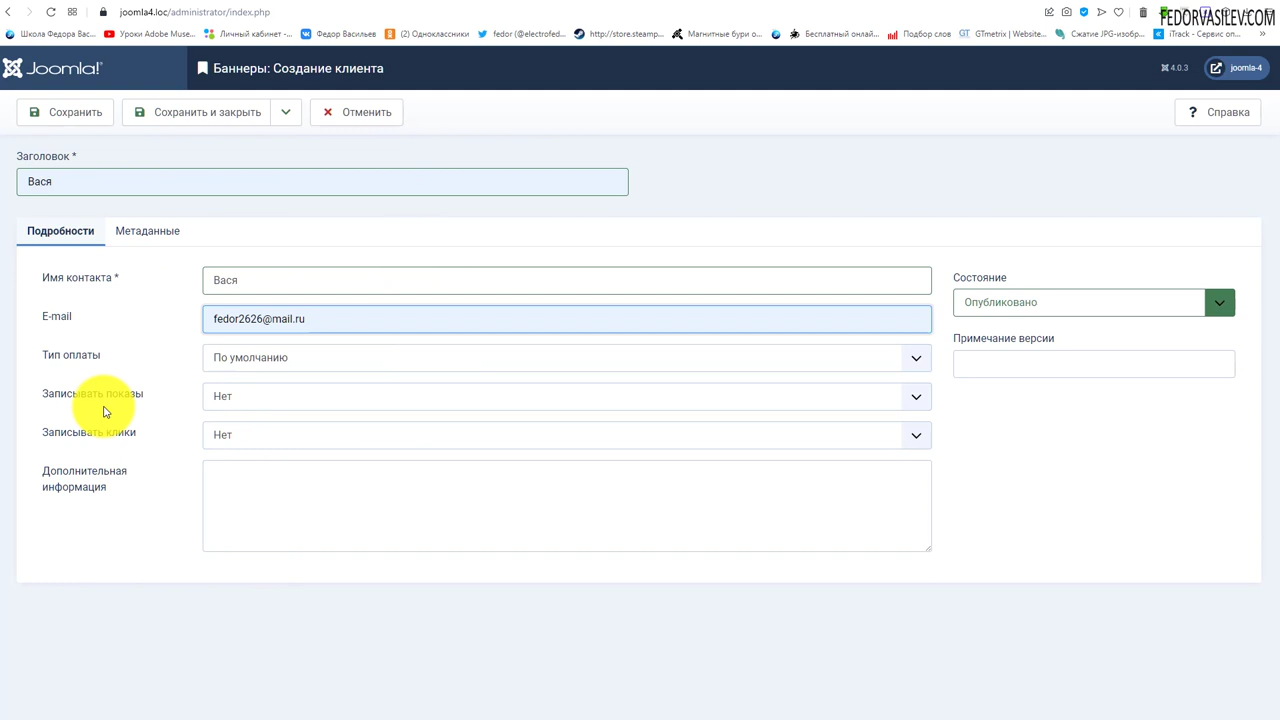 joomla4.loc/administrator/index.php
FEDORVASILEV.COM
Школа Федора Вас...
Уроки Adobe Muse...
Личный кабинет -...
Федор Васильев
(2) Одноклассники
fedor (@electrofed...
http://store.steamp...
Магнитные бури о...
Бесплатный онлай...
Подбор слов
GTmetrix | Website...
Сжатие JPG-изобр...
iTrack - Сервис оп...
Joomla!®
Баннеры: Создание клиента
4.0.3
joomla-4
Сохранить
Сохранить и закрыть
Отменить
? Справка
Заголовок *
Вася
Подробности
Метаданные
Имя контакта *
Вася
E-mail
fedor2626@mail.ru
Тип оплаты
По умолчанию
Записывать показы
Нет
Записывать клики
Нет
Дополнительная
информация
Состояние
Опубликовано
Примечание версии